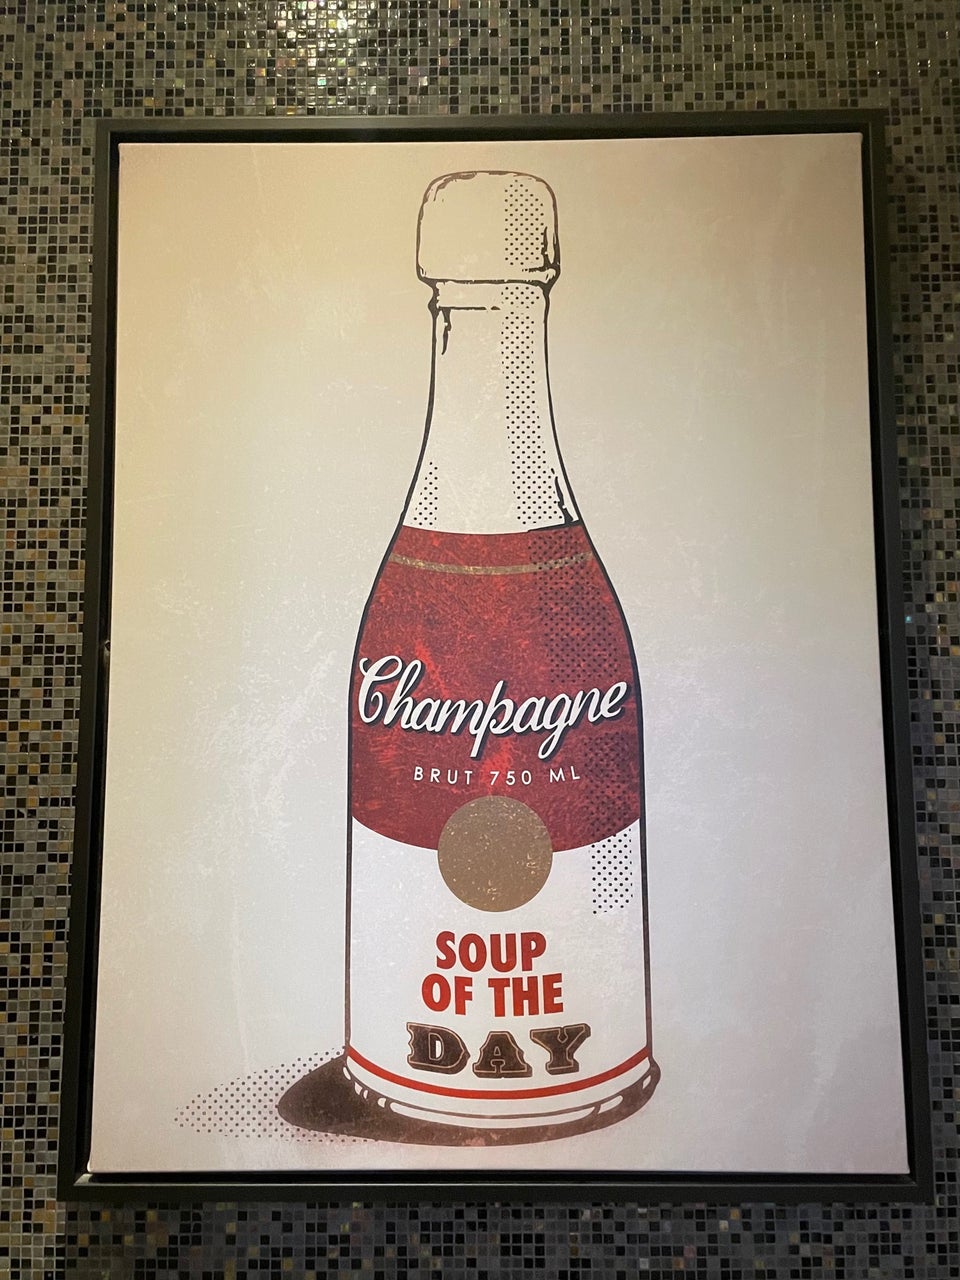 Champagne
BRUT 750 ML
SOUP
OF THE
DAY